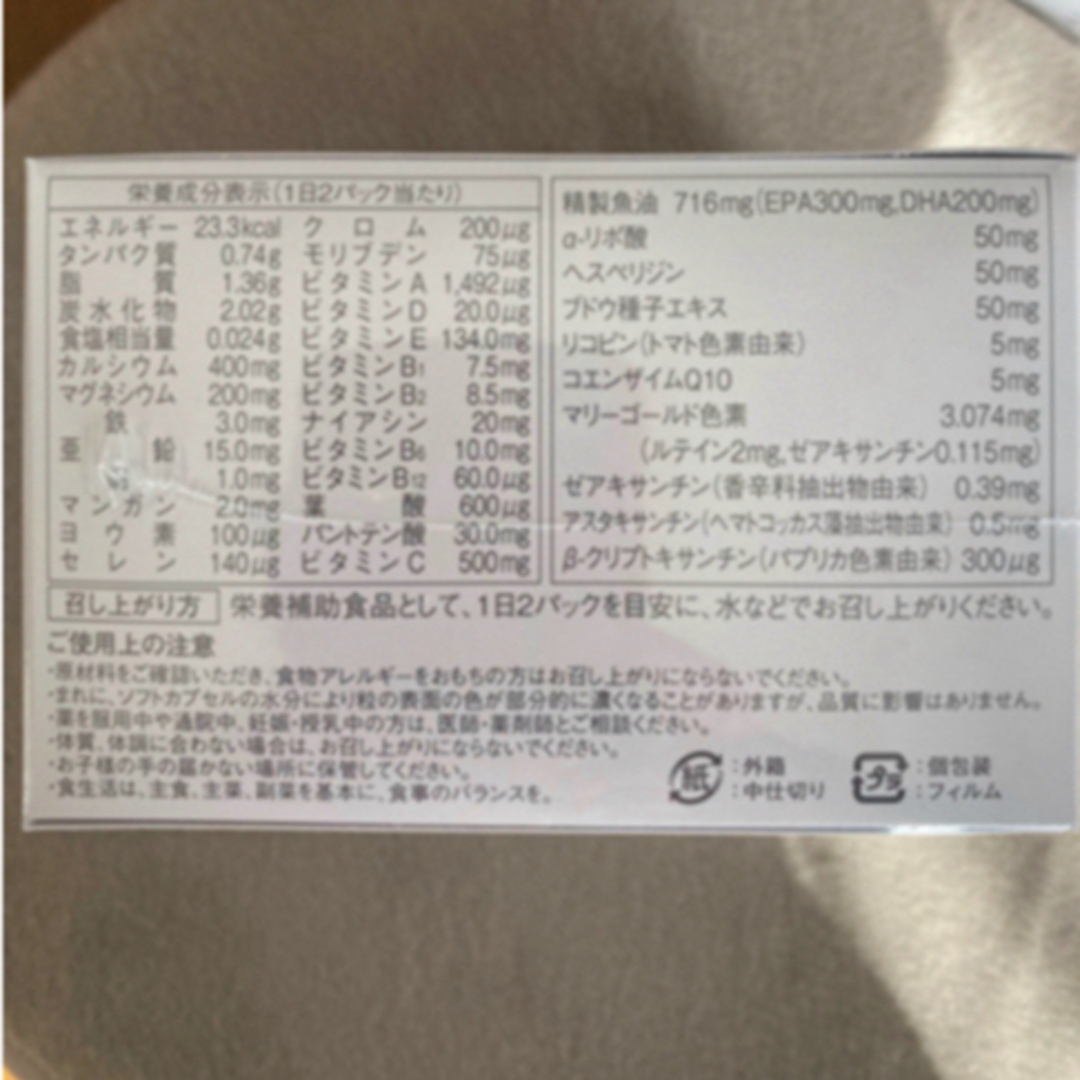 栄養成分表示(1日2パック当たり)
エネルギー 23.3kcal
タンパク質 0.74g
脂質 1.36g
炭水化物 2.02g
食塩相当量 0.024g
カルシウム 400mg
マグネシウム 200mg
鉄 3.0mg
亜鉛 15.0mg
1.0mg
マンガン 2.0mg
ヨウ素 100μg
セレン 140μg
クロム 200μg
モリブデン 75μg
ビタミンA 1,492μg
ビタミンD 20.0μg
ビタミンE 134.0mg
ビタミンB1 7.5mg
ビタミンB2 8.5mg
ナイアシン 20mg
ビタミンB6 10.0mg
ビタミンB12 60.0μg
葉酸 600μg
パントテン酸 30.0mg
ビタミンC 500mg
精製魚油 716mg(EPA300mg,DHA200mg)
α-リポ酸 50mg
ヘスペリジン 50mg
ブドウ種子エキス 50mg
リコピン(トマト色素由来) 5mg
コエンザイムQ10 5mg
マリーゴールド色素 3.074mg
(ルテイン2mg,ゼアキサンチン0.115mg)
ゼアキサンチン(香辛料抽出物由来) 0.39mg
アスタキサンチン(ヘマトコッカス藻抽出物由来) 0.5mg
β-クリプトキサンチン(パプリカ色素由来) 300μg
召し上がり方 栄養補助食品として、1日2パックを目安に、水などでお召し上がりください。
ご使用上の注意
・原材料をご確認いただき、食物アレルギーをおもちの方はお召し上がりにならないでください。
・まれに、ソフトカプセルの水分により粒の表面の色が部分的に濃くなることがありますが、品質に影響はありません。
・薬を服用中や通院中、妊娠・授乳中の方は、医師・薬剤師とご相談ください。
・体質、体調に合わない場合は、お召し上がりにならないでください。
・お子様の手の届かない場所に保管してください。
・食生活は、主食、主菜、副菜を基本に、食事のバランスを。
紙 :外箱
:中仕切り
プラ :個包装
:フィルム